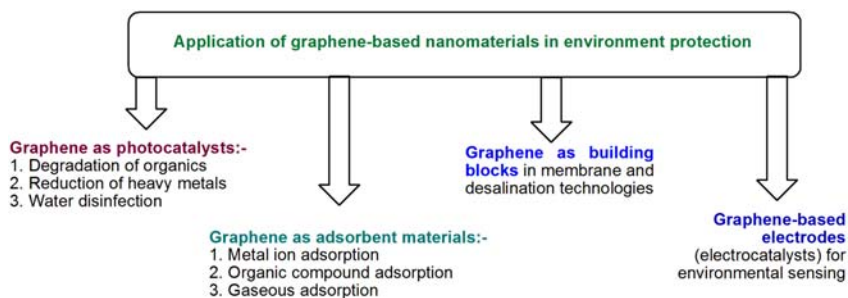 Application of graphene-based nanomaterials in environment protection
Graphene as photocatalysts:-
1. Degradation of organics
2. Reduction of heavy metals
3. Water disinfection
Graphene as adsorbent materials:-
1. Metal ion adsorption
2. Organic compound adsorption
3. Gaseous adsorption
Graphene as building
blocks in membrane and
desalination technologies
Graphene-based
electrodes
(electrocatalysts) for
environmental sensing